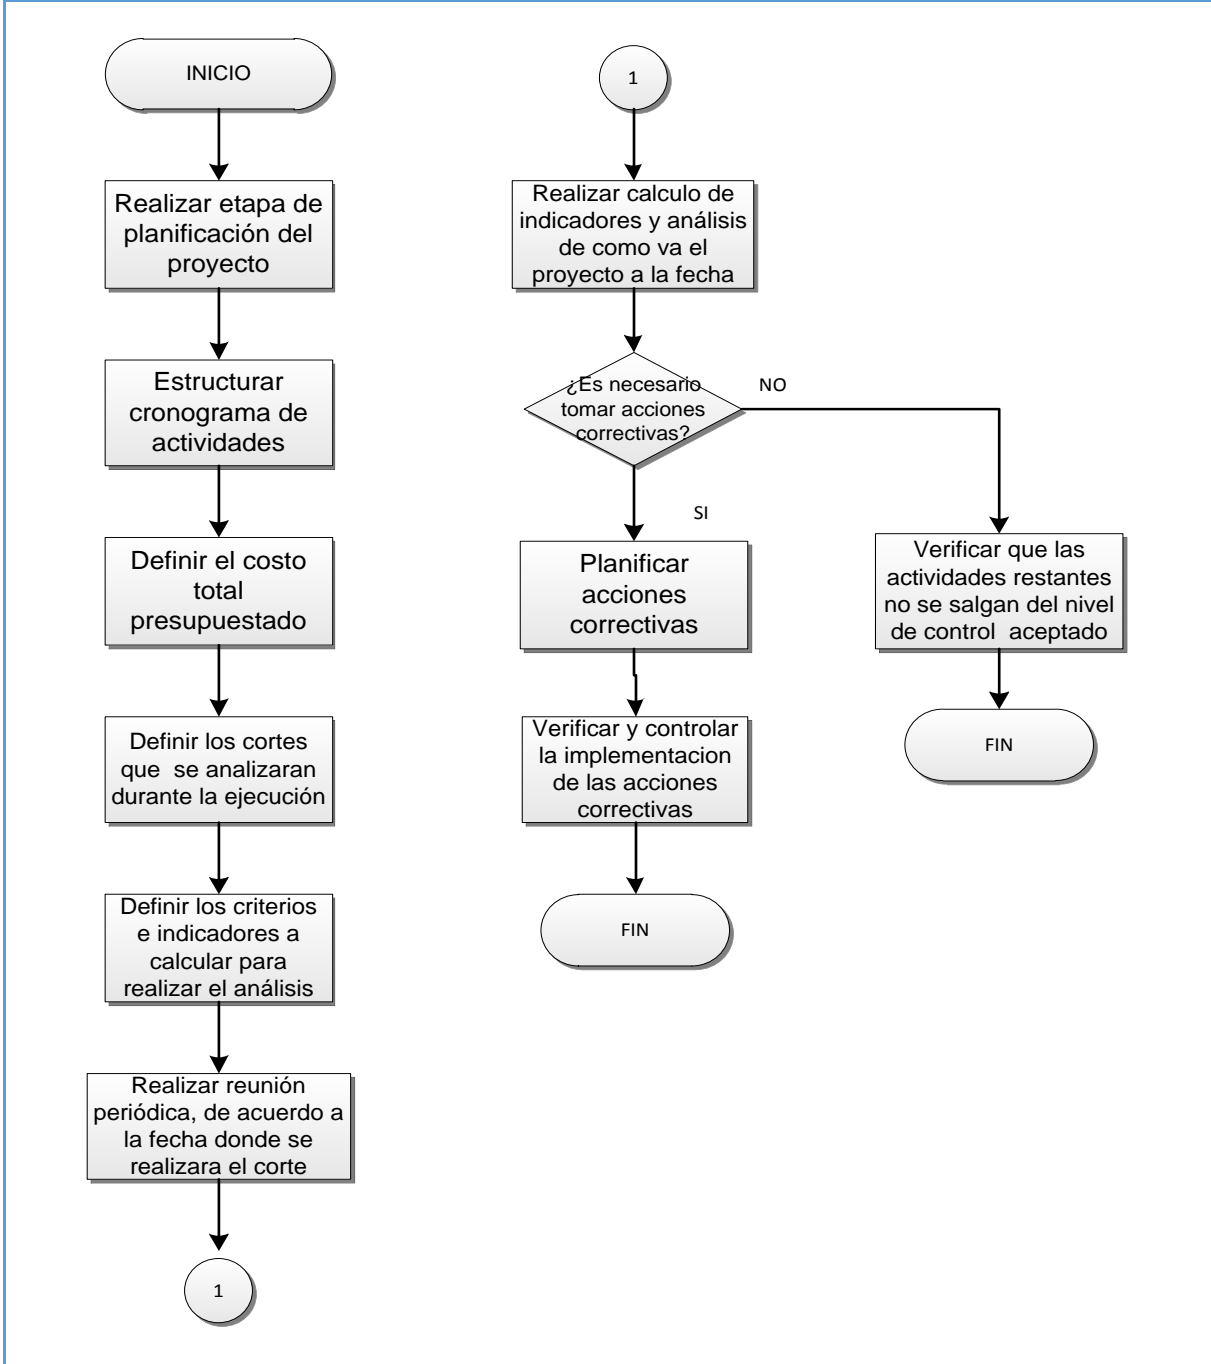 INICIO
Realizar etapa de
planificación del
proyecto
Estructurar
cronograma de
actividades
Definir el costo
total
presupuestado
Definir los cortes
que se analizaran
durante la ejecución
Definir los criterios
e indicadores a
calcular para
realizar el análisis
Realizar reunión
periódica, de acuerdo a
la fecha donde se
realizara el corte
1
1
Realizar calculo de
indicadores y análisis
de como va el
proyecto a la fecha
¿Es necesario
tomar acciones
correctivas?
NO
SI
Planificar
acciones
correctivas
Verificar y controlar
la implementacion
de las acciones
correctivas
FIN
Verificar que las
actividades restantes
no se salgan del nivel
de control aceptado
FIN